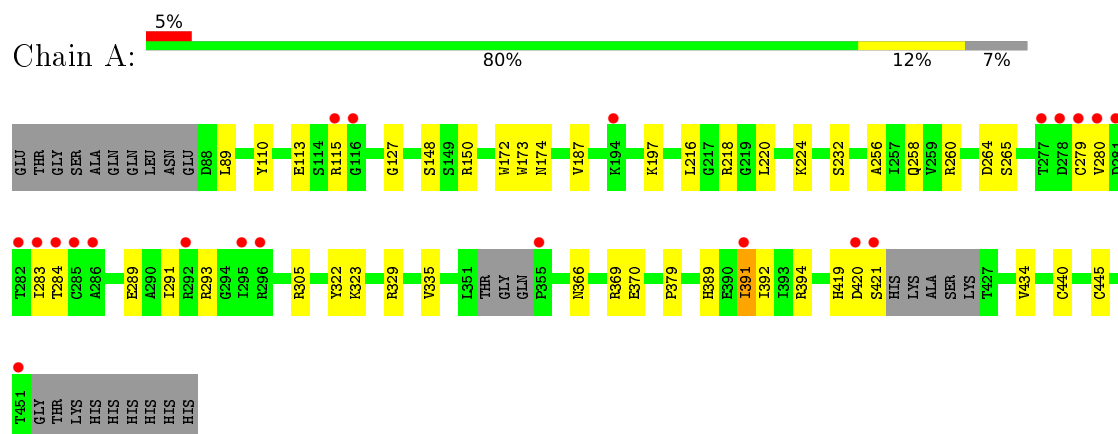 5%
Chain A:
80% 12% 7%
GLU THR GLY SER ALA GLN GLN LEU ASN GLU D88 L89 Y110 E113 S114 R115 G116 G127 S148 S149 R150 W172 W173 N174 V187 K194 K197 L216 G217 R218 G219 L220 K224 S232 A256 I257 Q258 V259 R260 D264 S265 T277 D278 C279 V280 D281
T282 I283 T284 C285 A286 E289 A290 I291 R292 R293 G294 I295 R296 R305 Y322 K323 R329 V335 L351 THR GLY GLN P355 N366 R369 E370 P379 H389 E390 I391 I392 I393 R394 H419 D420 S421 HIS LYS ALA SER LYS T427 V434 C440 C445
T451 GLY THR LYS HIS HIS HIS HIS HIS HIS